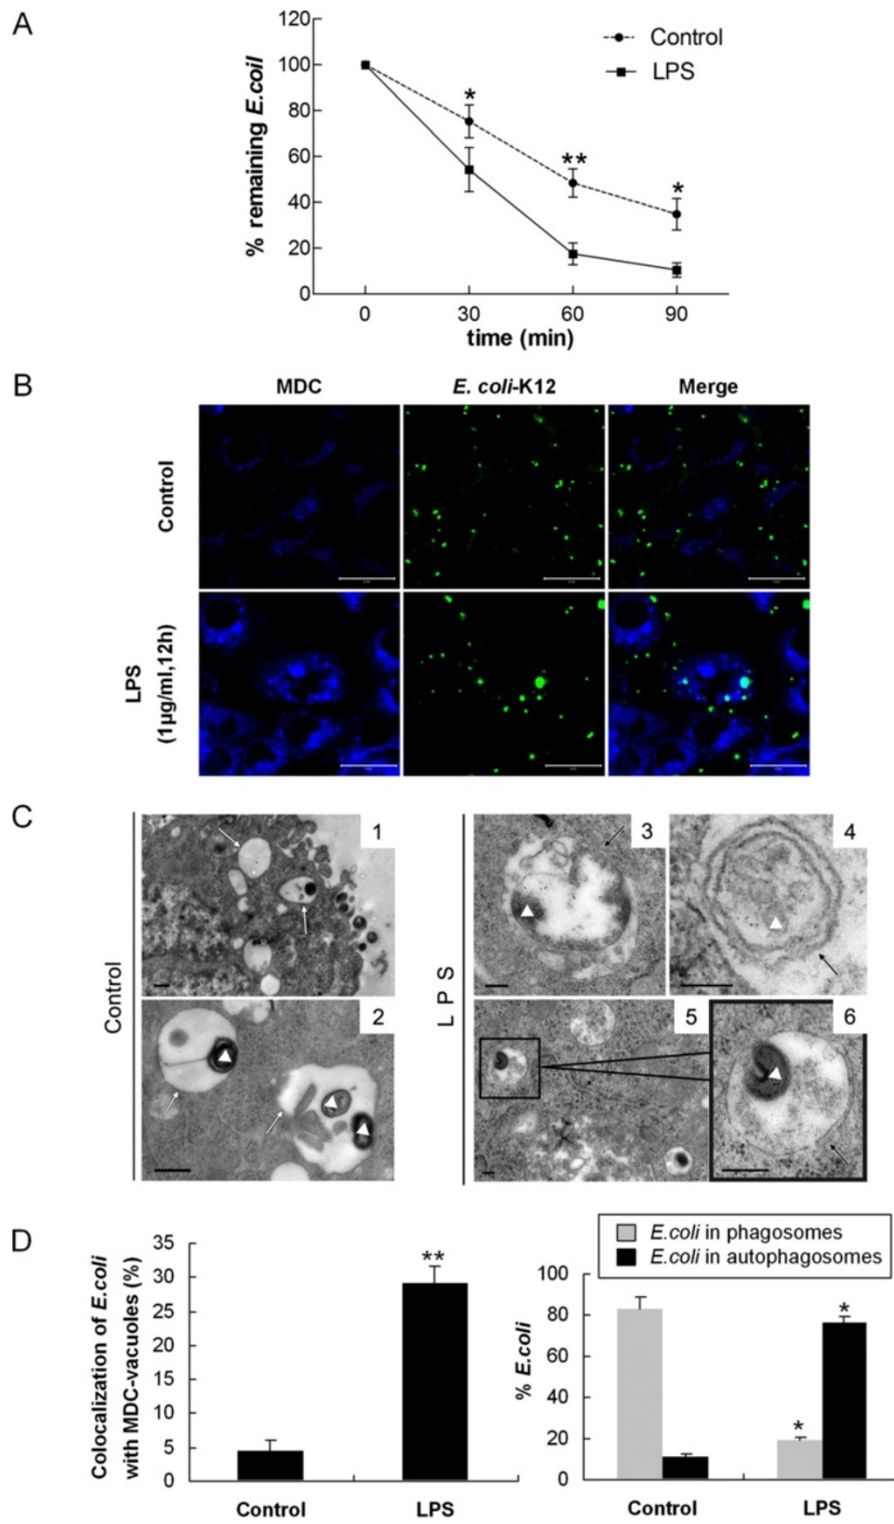 A
% remaining E.coil
120
100
80
60
40
20
0
Control
LPS
*
**
*
0 30 60 90
time (min)
B
MDC E. coli-K12 Merge
Control
LPS
(1μg/ml,12h)
C
Control
1
2
LPS
3
4
5
6
D
Colocalization of E.coli
with MDC-vacuoles (%)
35
30
25
20
15
10
5
0
**
Control LPS
E.coli in phagosomes
E.coli in autophagosomes
% E.coli
100
80
60
40
20
0
*
*
Control LPS